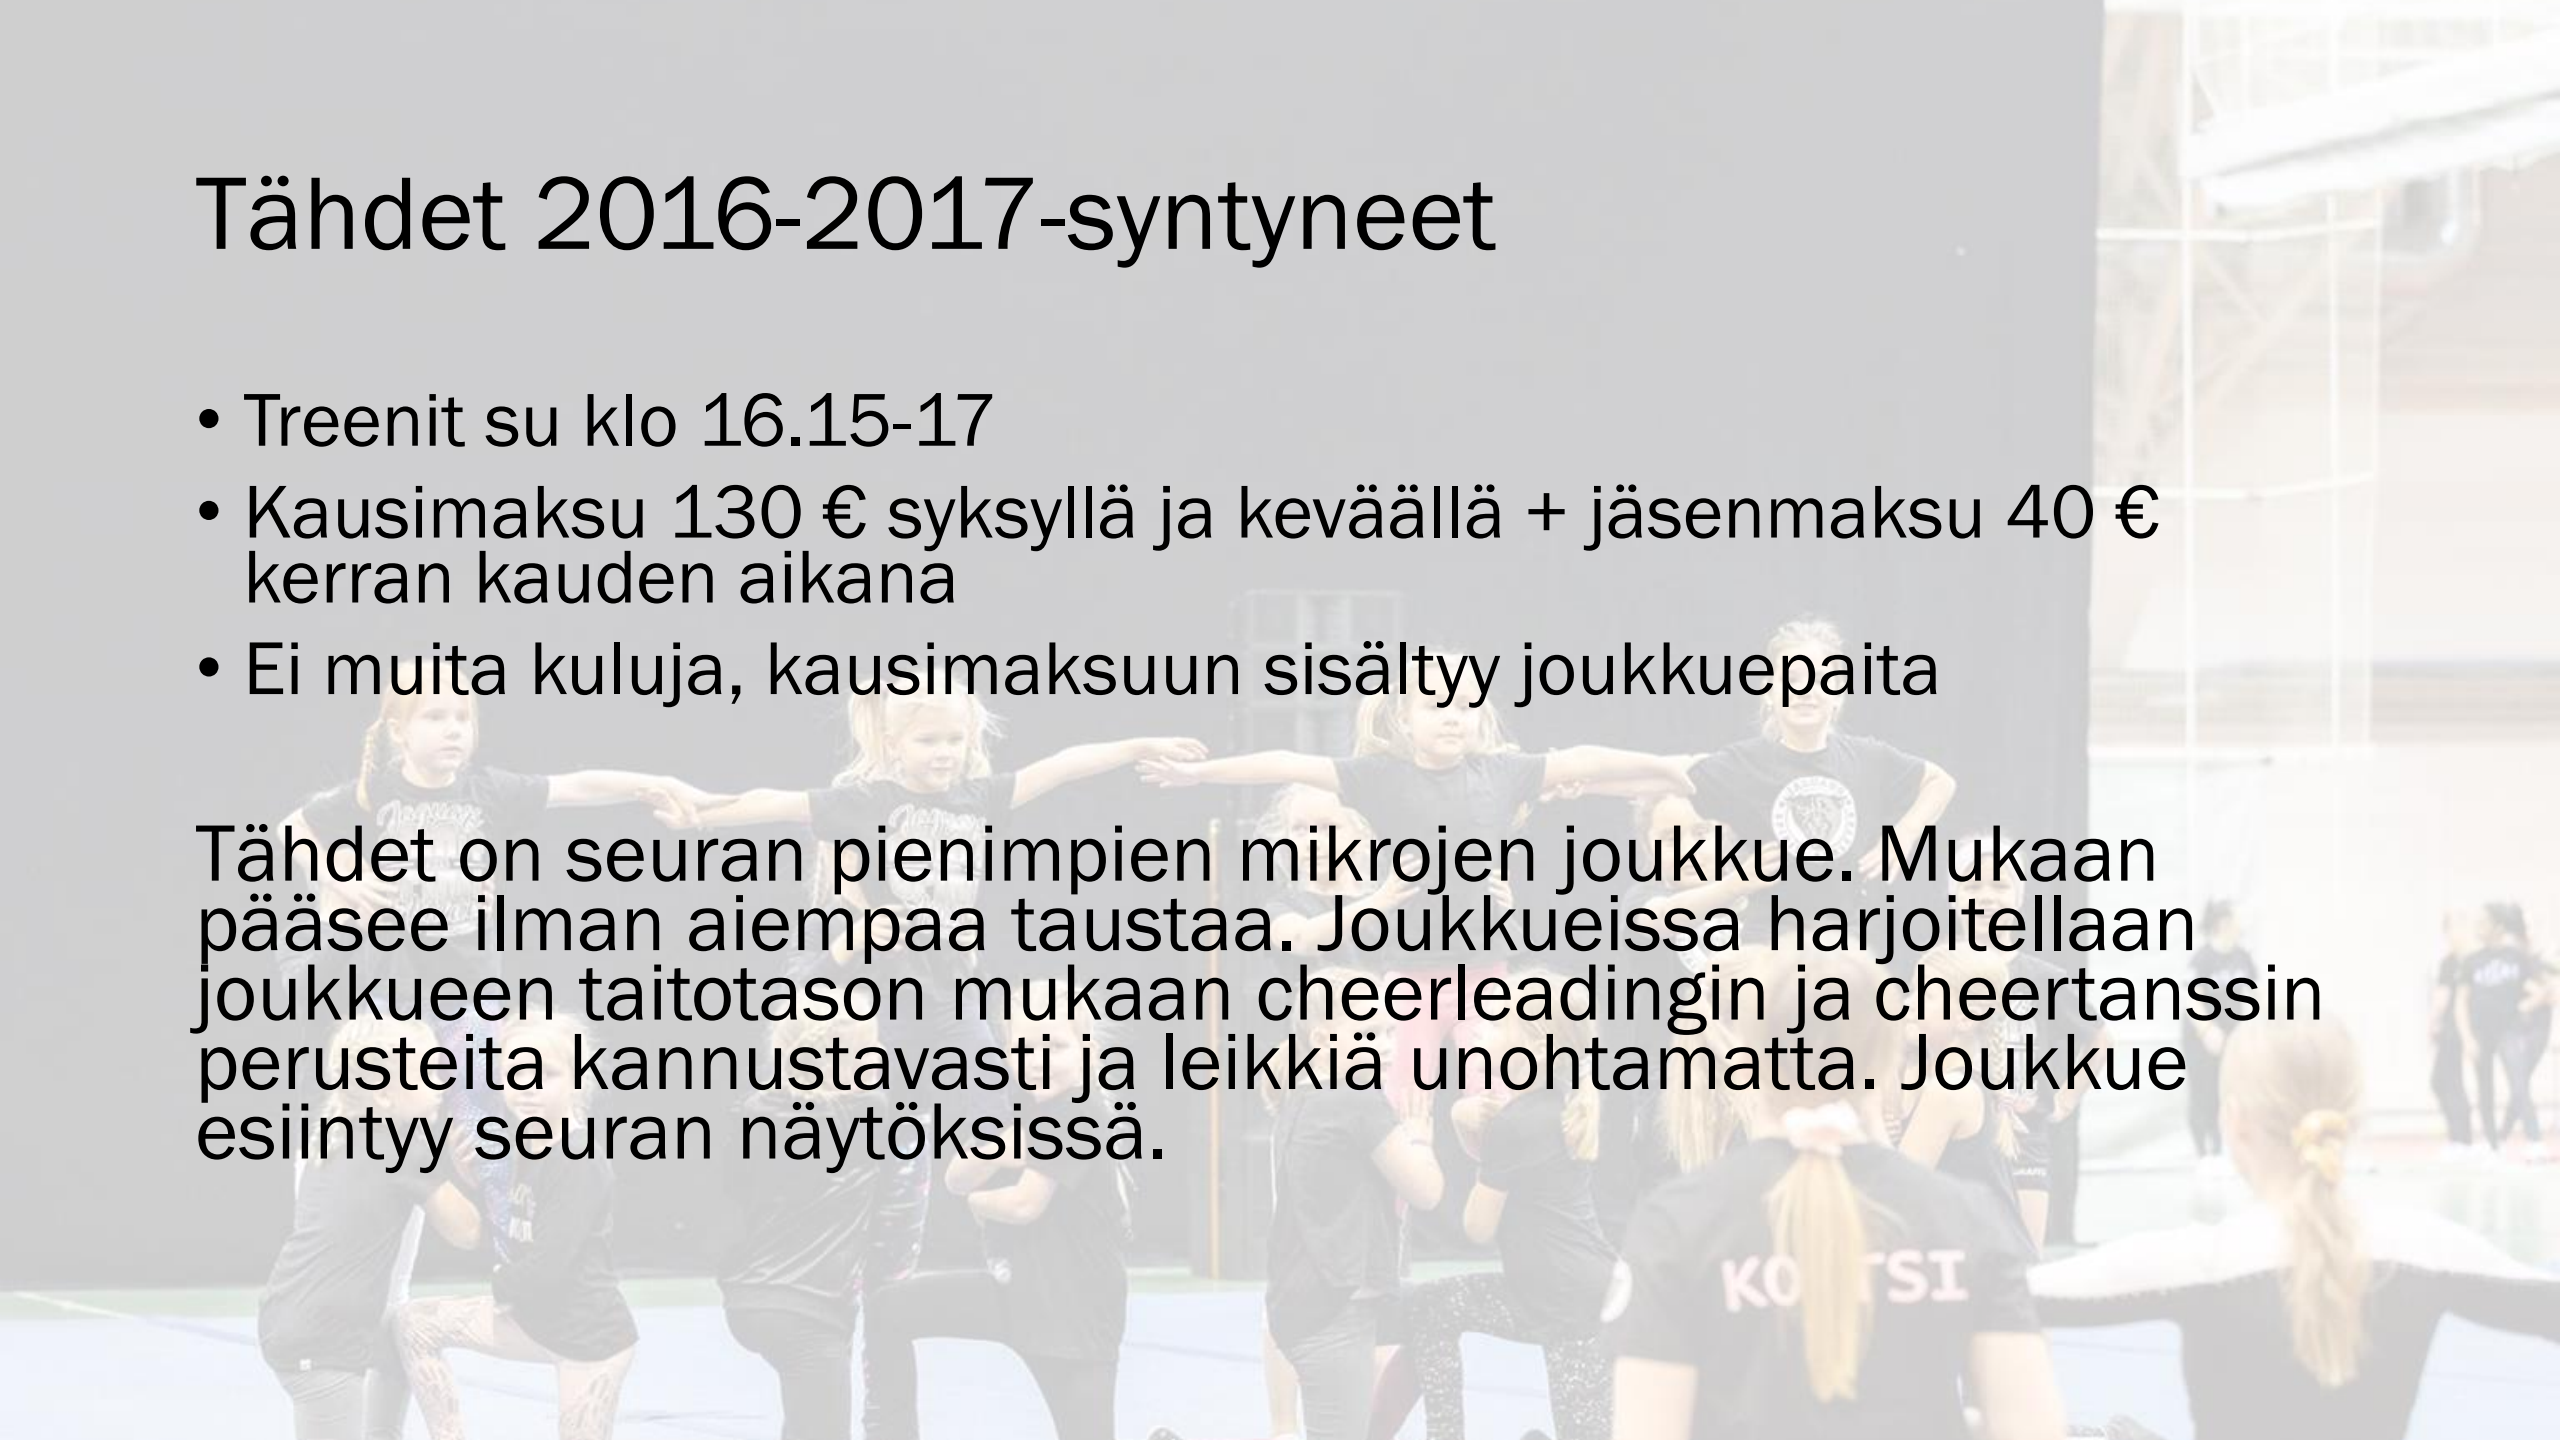 Tähdet 2016-2017-syntyneet
• Treenit su klo 16.15-17
• Kausimaksu 130 € syksyllä ja keväällä + jäsenmaksu 40 €
kerran kauden aikana
• Ei muita kuluja, kausimaksuun sisältyy joukkuepaita
Tähdet on seuran pienimpien mikrojen joukkue. Mukaan
pääsee ilman aiempaa taustaa. Joukkueissa harjoitellaan
joukkueen taitotason mukaan cheerleadingin ja cheertanssin
perusteita kannustavasti ja leikkiä unohtamatta. Joukkue
esiintyy seuran näytöksissä.